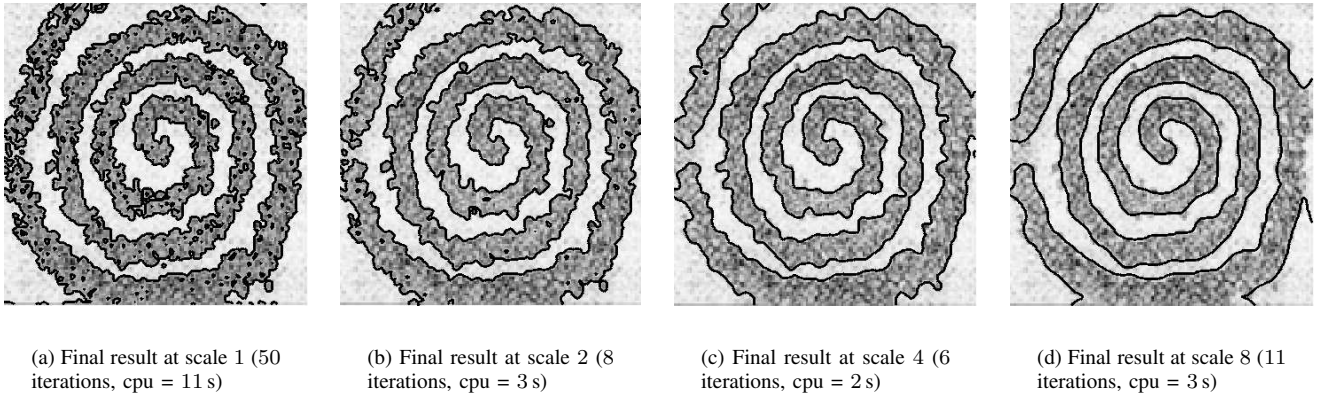 (a) Final result at scale 1 (50
iterations, cpu = 11 s)
(b) Final result at scale 2 (8
iterations, cpu = 3 s)
(c) Final result at scale 4 (6
iterations, cpu = 2 s)
(d) Final result at scale 8 (11
iterations, cpu = 3 s)